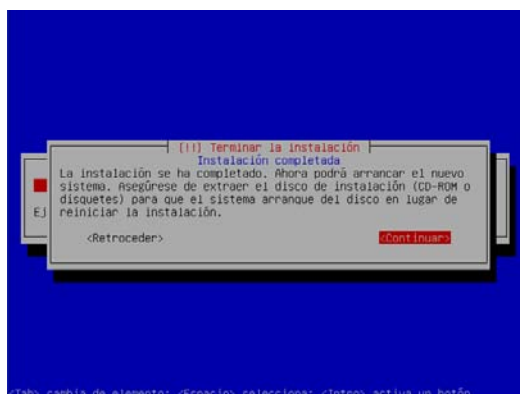 [!!] Terminar la instalación
Instalación completada
La instalación se ha completado. Ahora podrá arrancar el nuevo
sistema. Asegúrese de extraer el disco de instalación (CD-ROM o
disquetes) para que el sistema arranque del disco en lugar de
reiniciar la instalación.
Ej
<Retroceder> <Continuar>
<Tab> cambia de elemento; <Espacio> selecciona; <Intro> activa un botón